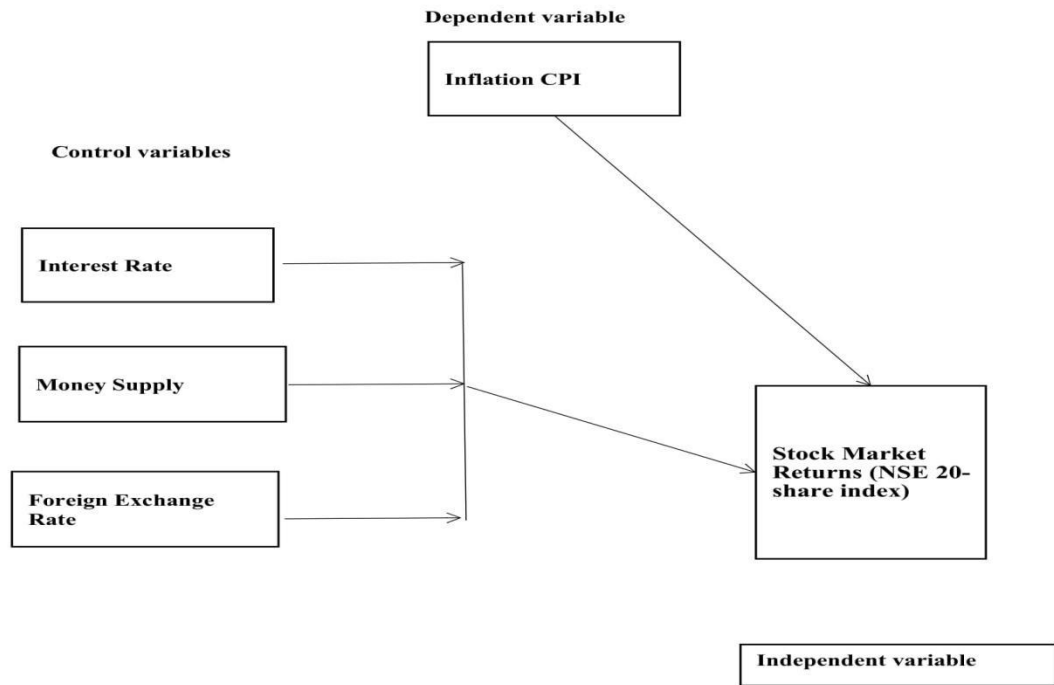 Dependent variable
Inflation CPI
Control variables
Interest Rate
Money Supply
Stock Market
Returns (NSE 20-
share index)
Foreign Exchange
Rate
Independent variable